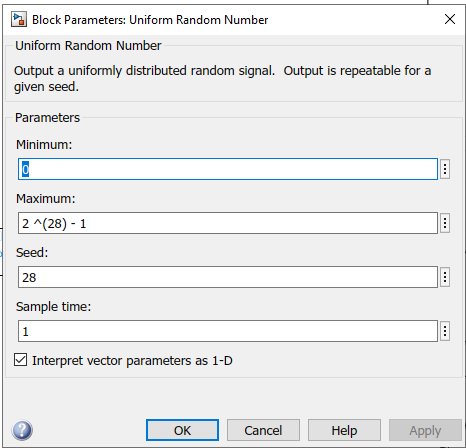 Block Parameters: Uniform Random Number
Uniform Random Number
Output a uniformly distributed random signal.  Output is repeatable for a
given seed.
Parameters
Minimum:
0
Maximum:
2 ^(28) - 1
Seed:
28
Sample time:
1
Interpret vector parameters as 1-D
OK Cancel Help Apply